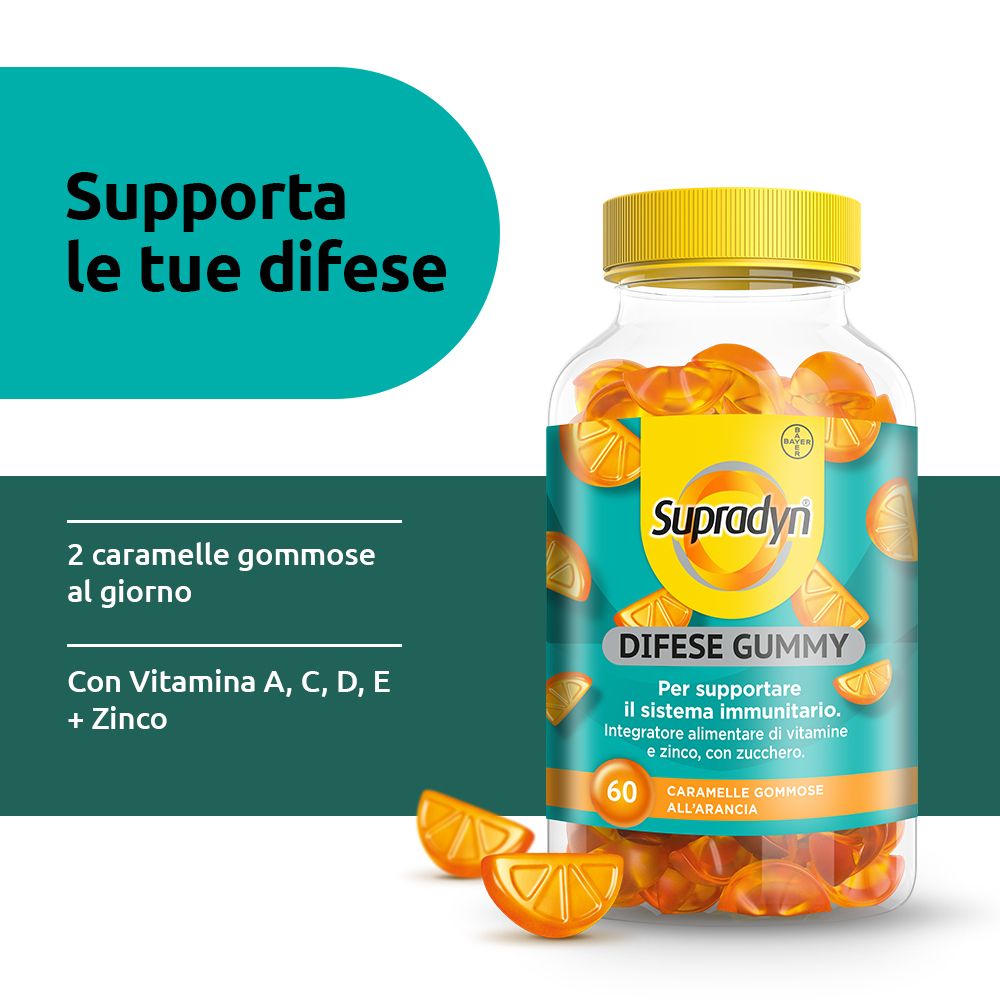 Supporta
le tue difese
2 caramelle gommose
al giorno
Con Vitamina A, C, D, E
+ Zinco
BAYER
BAYER
Supradyn®
DIFESE GUMMY
Per supportare
il sistema immunitario.
Integratore alimentare di vitamine
e zinco, con zucchero.
60
CARAMELLE GOMMOSE
ALL'ARANCIA